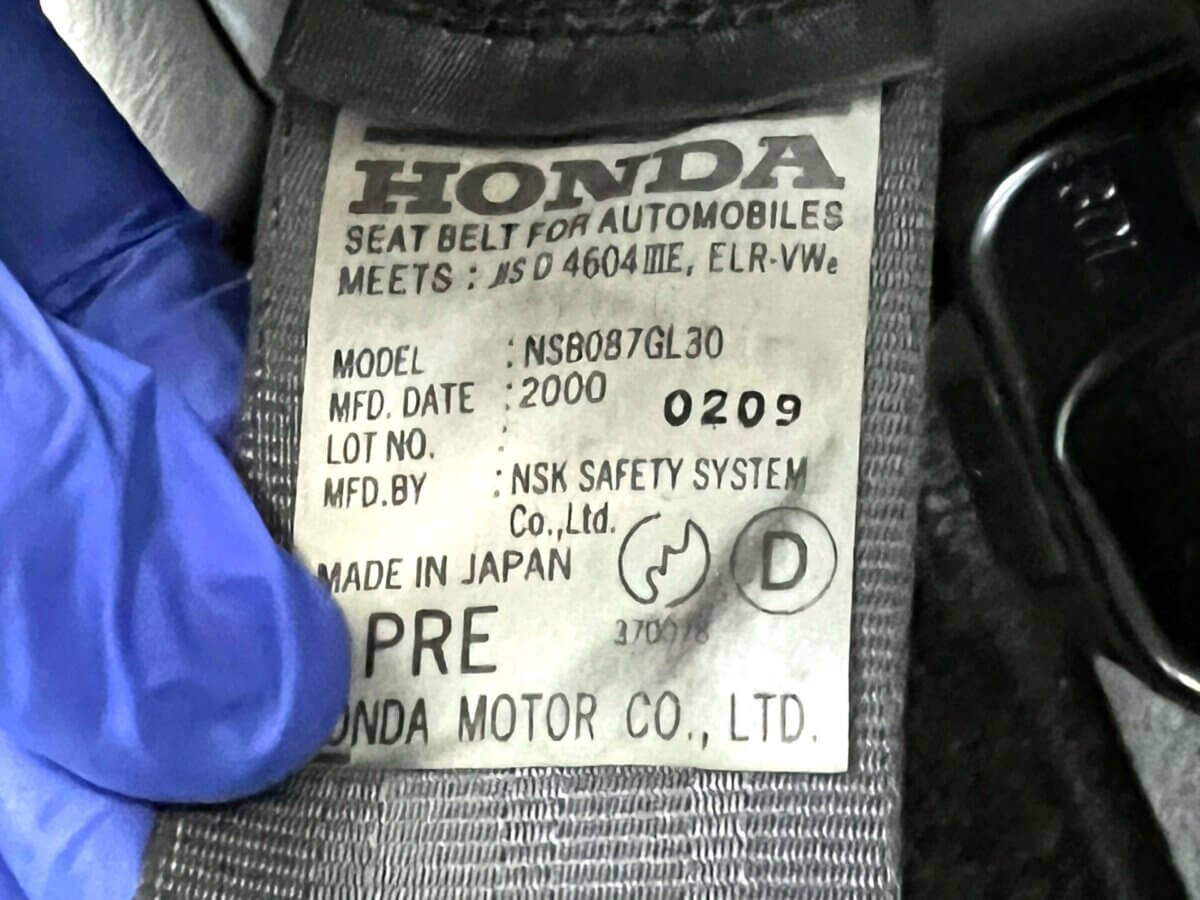 HONDA
SEAT BELT FOR AUTOMOBILES
MEETS : JIS D 4604 IIIE, ELR-VWe
MODEL : NSB087GL30
MFD. DATE : 2000 0209
LOT NO. :
MFD.BY : NSK SAFETY SYSTEM
Co.,Ltd.
MADE IN JAPAN
D
PRE
ONDA MOTOR CO., LTD.